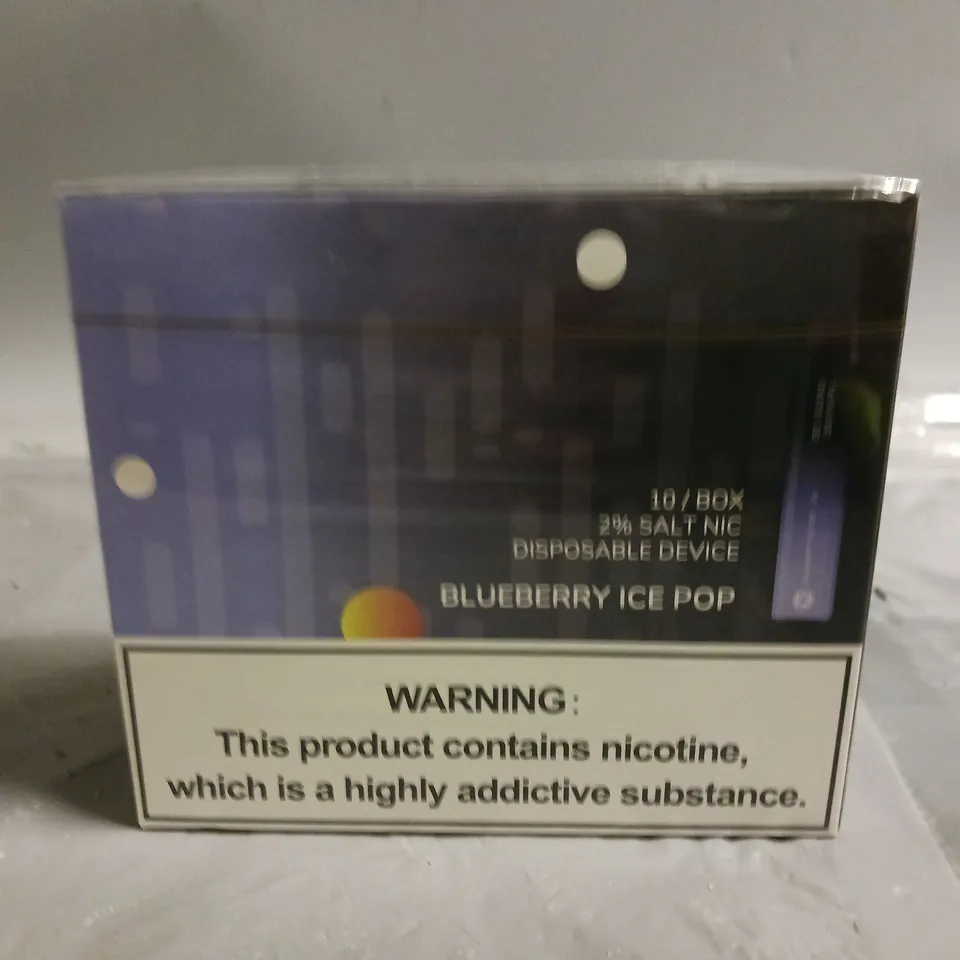 10 / BOX
2% SALT NIC
DISPOSABLE DEVICE
BLUEBERRY ICE POP
WARNING:
This product contains nicotine,
which is a highly addictive substance.